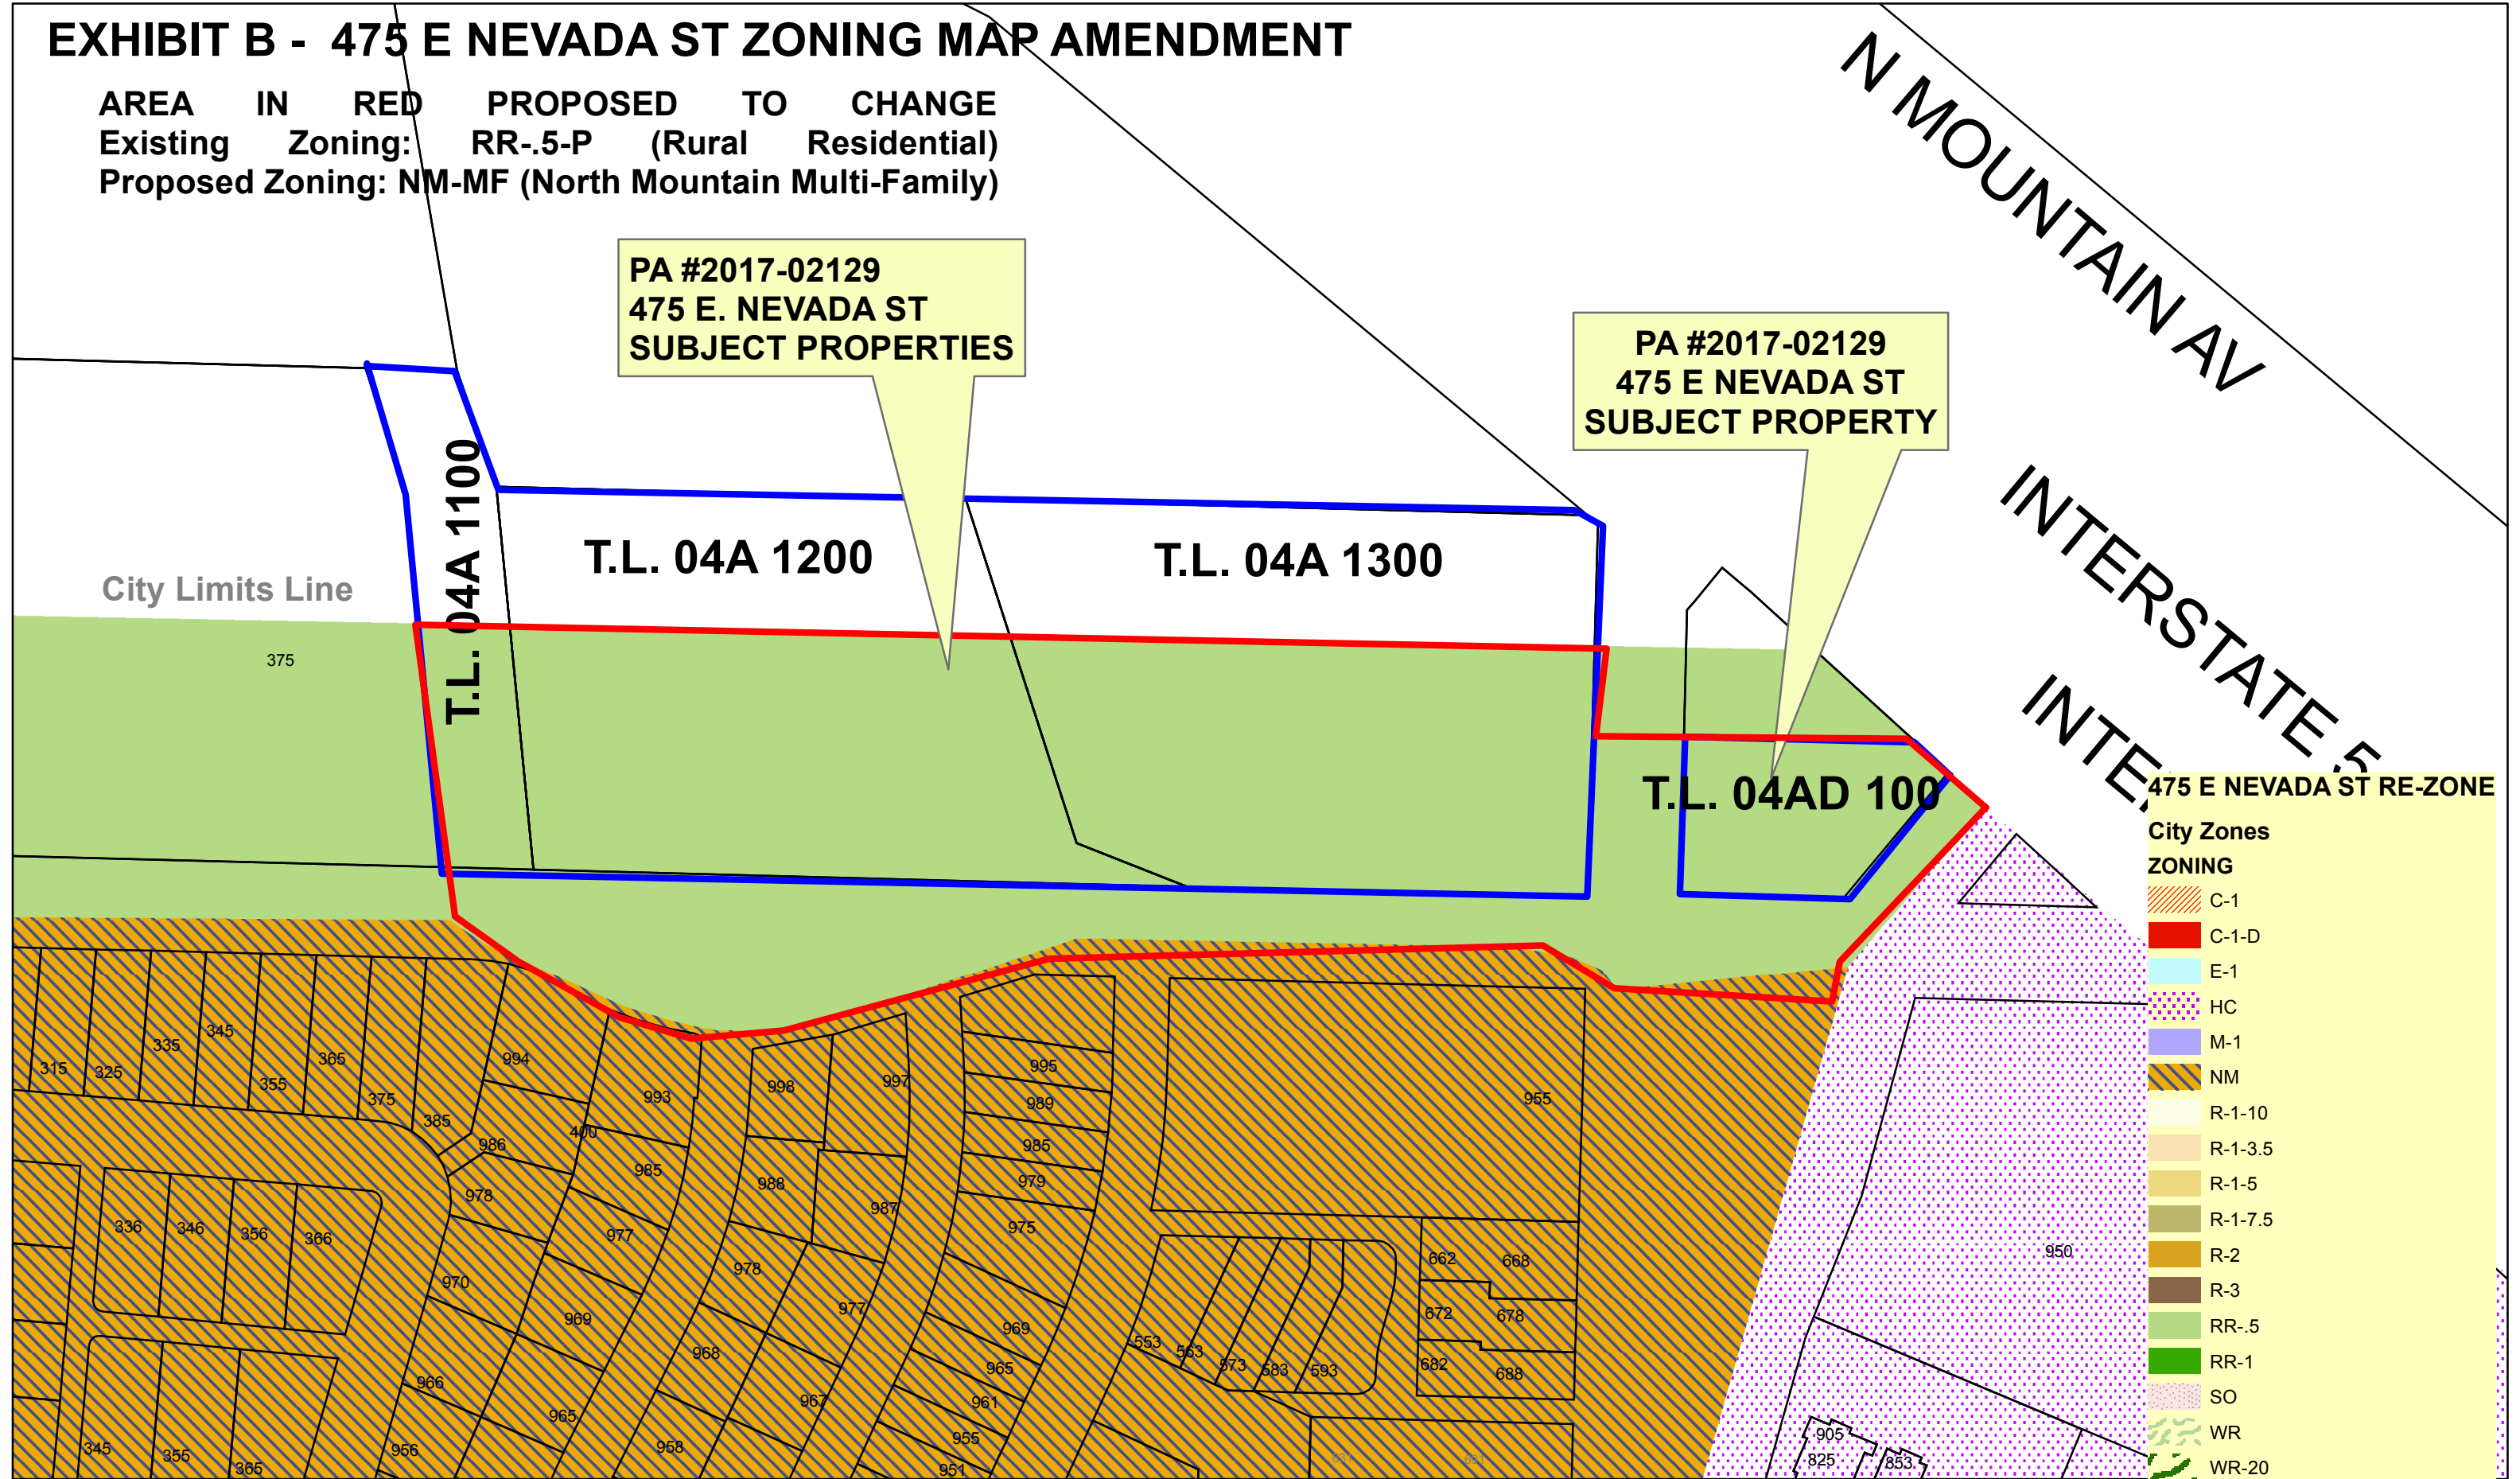 EXHIBIT B - 475 E NEVADA ST ZONING MAP AMENDMENT
AREA IN RED PROPOSED TO CHANGE
Existing Zoning: RR-.5-P (Rural Residential)
Proposed Zoning: NM-MF (North Mountain Multi-Family)
N MOUNTAIN AV
PA #2017-02129
475 E. NEVADA ST
SUBJECT PROPERTIES
PA #2017-02129
475 E NEVADA ST
SUBJECT PROPERTY
INTERSTATE 5
T.L. 04A 1100
T.L. 04A 1200
T.L. 04A 1300
City Limits Line
375
T.L. 04AD 100
475 E NEVADA ST RE-ZONE
City Zones
ZONING
C-1
C-1-D
E-1
HC
M-1
NM
R-1-10
R-1-3.5
R-1-5
R-1-7.5
R-2
R-3
RR-.5
RR-1
SO
WR
WR-20
315
325
335
345
355
365
375
385
994
986
400
993
985
998
997
988
987
995
989
985
979
975
955
336
346
356
366
978
977
970
969
978
977
968
967
966
965
956
958
969
965
961
955
951
553
563
573
583
593
662
668
672
678
682
688
950
345
355
365
905
825
853